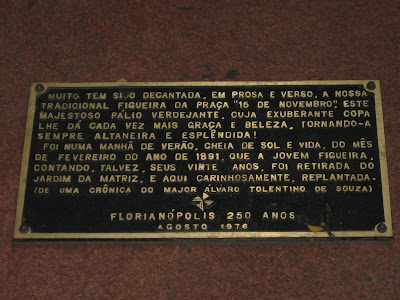 MUITO TEM SIDO DECANTADA, EM PROSA E VERSO, A NOSSA
TRADICIONAL FIGUEIRA DA PRAÇA "15 DE NOVEMBRO", ESTE
MAJESTOSO PÁLIO VERDEJANTE, CUJA EXUBERANTE COPA
LHE DÁ CADA VEZ MAIS GRAÇA E BELEZA, TORNANDO-A
SEMPRE ALTANEIRA E ESPLÊNDIDA!
FOI NUMA MANHÃ DE VERÃO, CHEIA DE SOL E VIDA, DO MÊS
DE FEVEREIRO DO ANO DE 1891, QUE A JOVEM FIGUEIRA,
CONTANDO, TALVEZ, SEUS VINTE ANOS, FOI RETIRADA DO
JARDIM DA MATRIZ, E AQUI CARINHOSAMENTE, REPLANTADA.
(DE UMA CRÔNICA DO MAJOR ÁLVARO TOLENTINO DE SOUZA)
FLORIANÓPOLIS 250 ANOS
AGOSTO 1976